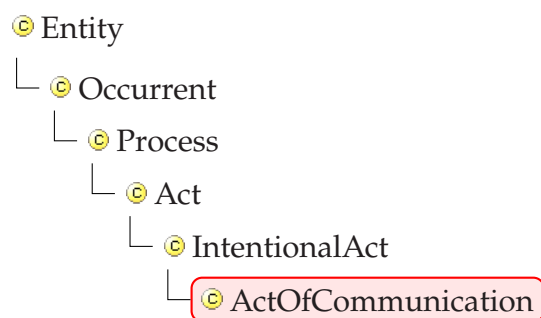 Entity
Occurrent
Process
Act
IntentionalAct
ActOfCommunication